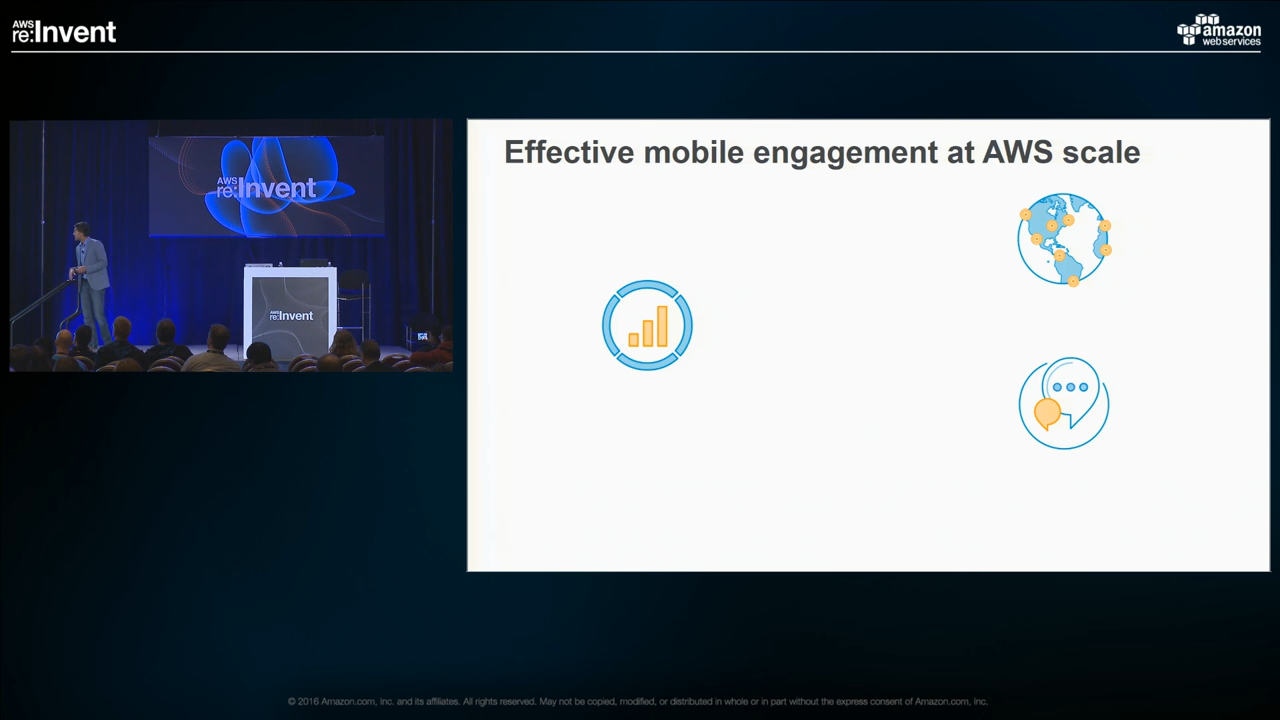 AWS
re:Invent
amazon
web services
Effective mobile engagement at AWS scale
AWS
re:Invent
AWS
re:Invent
© 2016 Amazon.com, Inc. and its affiliates. All rights reserved. May not be copied, modified, or distributed in whole or in part without the express consent of Amazon.com, Inc.